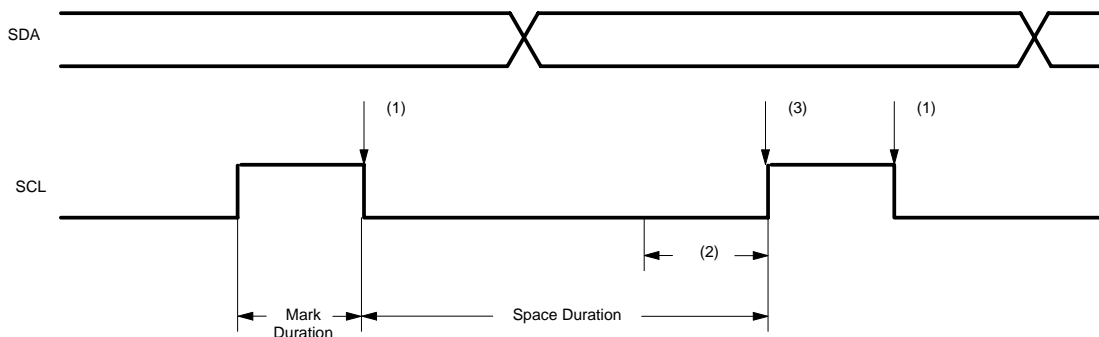 SDA
(1)
(3)
(1)
SCL
(2)
Mark
Duration
Space Duration